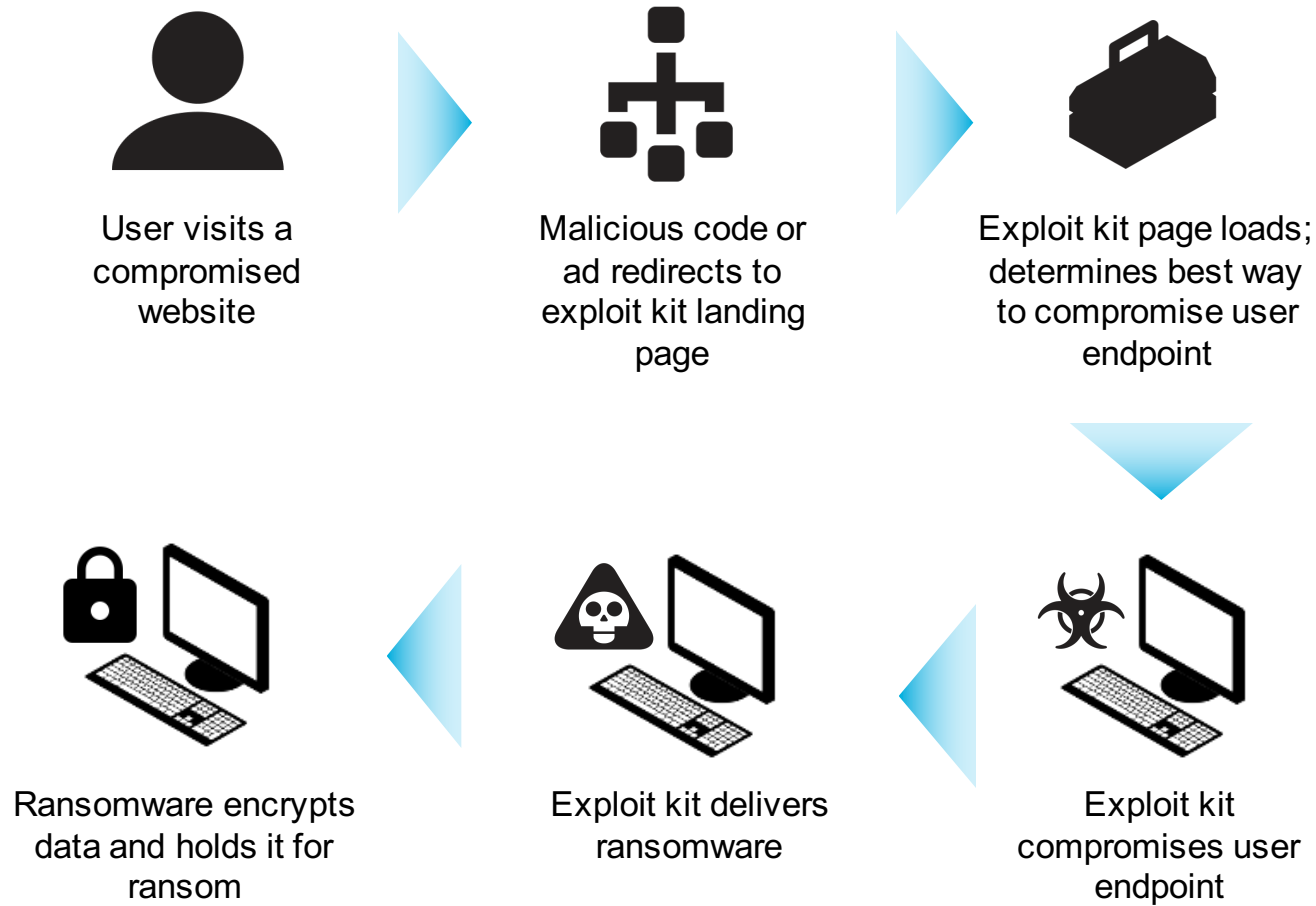 User visits a
compromised
website
Malicious code or
ad redirects to
exploit kit landing
page
Exploit kit page loads;
determines best way
to compromise user
endpoint
Exploit kit
compromises user
endpoint
Exploit kit delivers
ransomware
Ransomware encrypts
data and holds it for
ransom